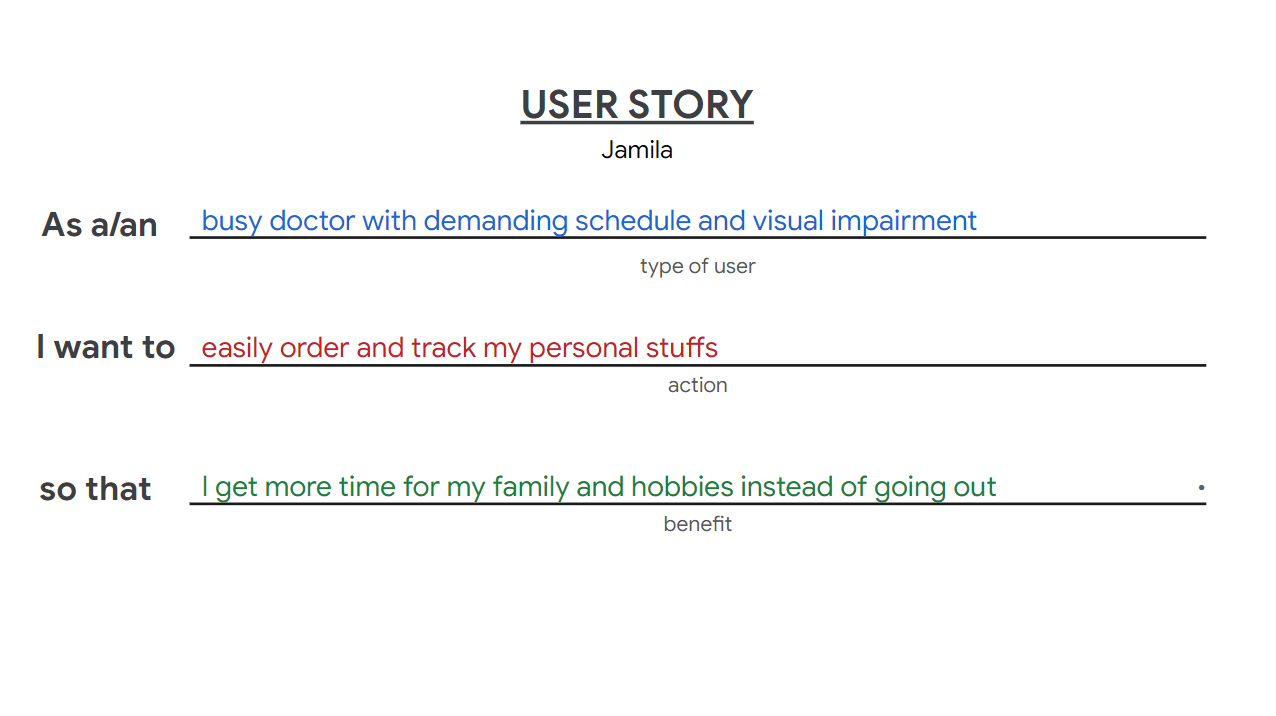 USER STORY
Jamila
As a/an busy doctor with demanding schedule and visual impairment
type of user
I want to easily order and track my personal stuffs
action
so that I get more time for my family and hobbies instead of going out .
benefit